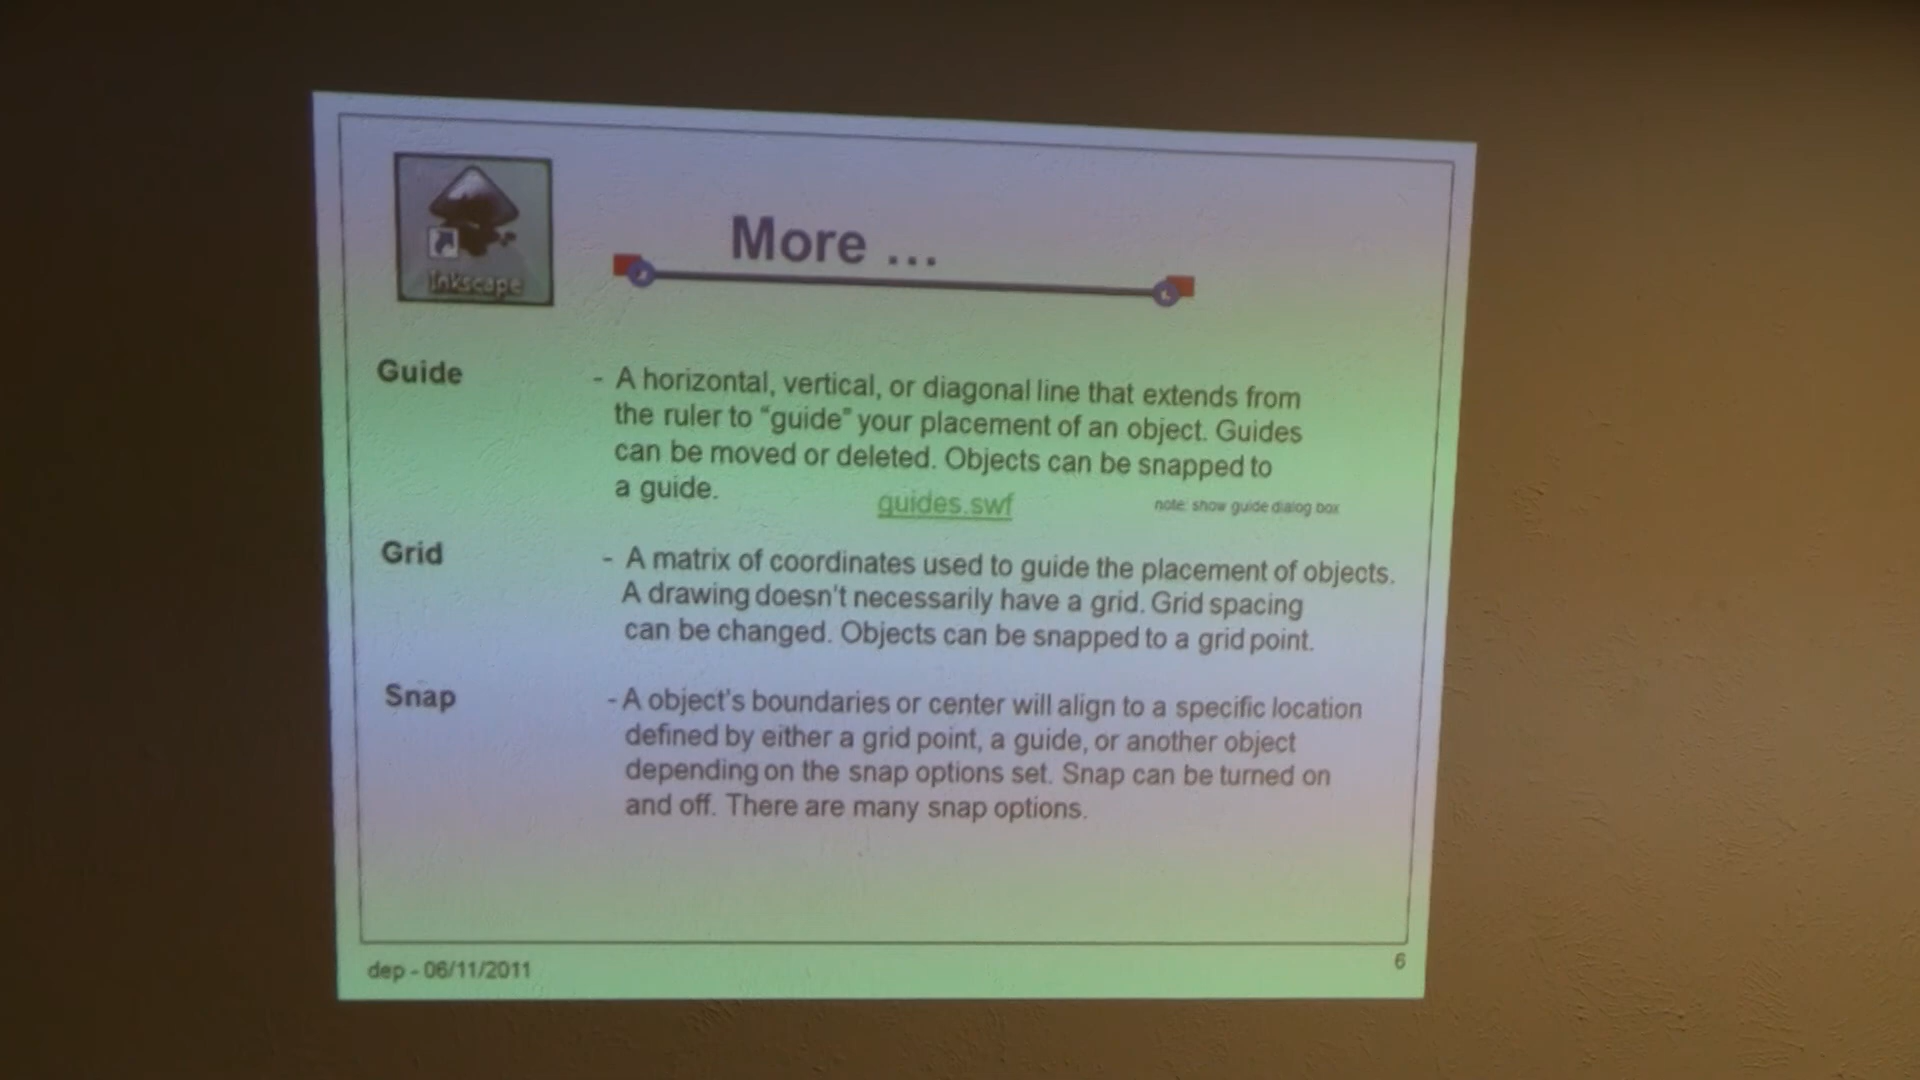 Inkscape
More ...
Guide
- A horizontal, vertical, or diagonal line that extends from
the ruler to “guide” your placement of an object. Guides
can be moved or deleted. Objects can be snapped to
a guide.
guides.swf
note: show guide dialog box
Grid
- A matrix of coordinates used to guide the placement of objects.
A drawing doesn't necessarily have a grid. Grid spacing
can be changed. Objects can be snapped to a grid point.
Snap
- A object's boundaries or center will align to a specific location
defined by either a grid point, a guide, or another object
depending on the snap options set. Snap can be turned on
and off. There are many snap options.
dep - 06/11/2011
6